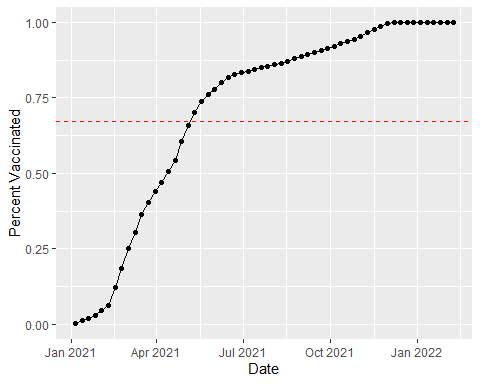 Percent Vaccinated
1.00
0.75
0.50
0.25
0.00
Jan 2021
Apr 2021
Jul 2021
Oct 2021
Jan 2022
Date